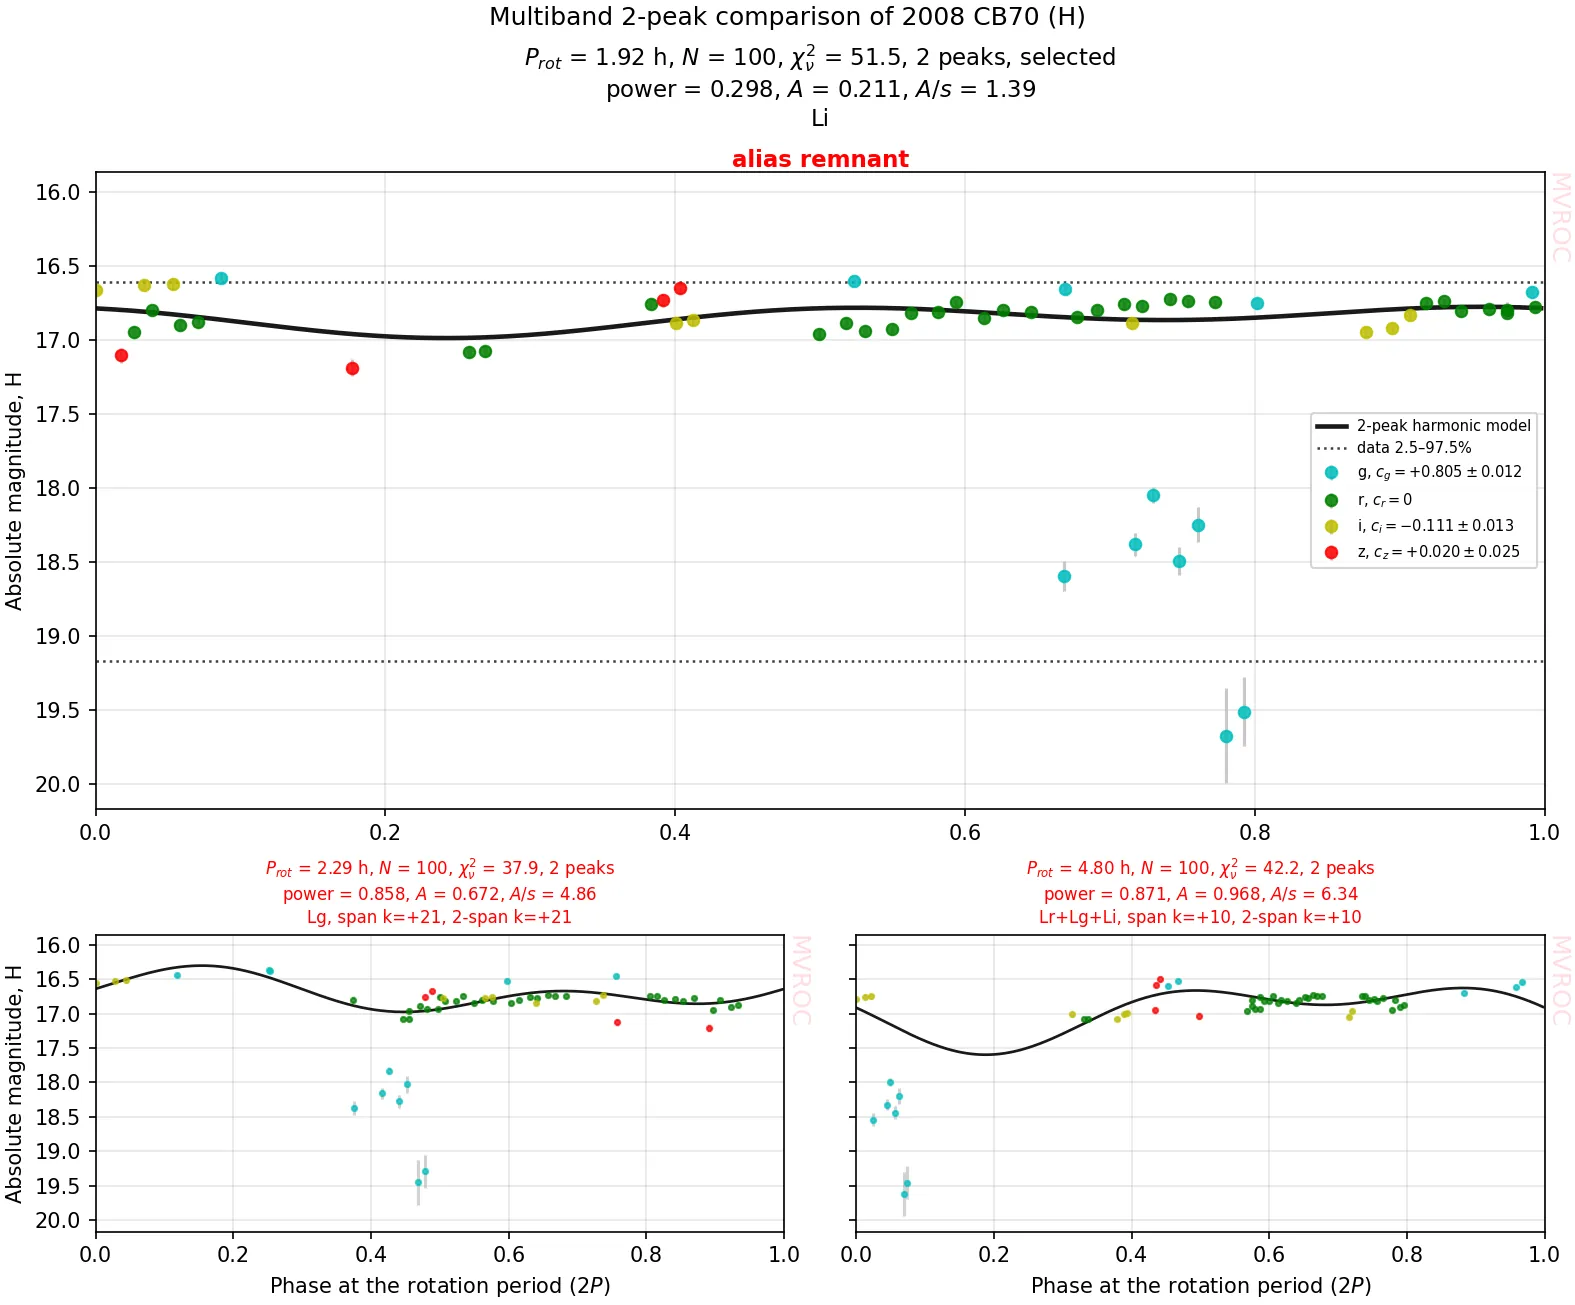 Multiband 2-peak comparison of 2008 CB70 (H)
P_rot = 1.92 h, N = 100, χ²_ν = 51.5, 2 peaks, selected
power = 0.298, A = 0.211, A/s = 1.39
Li
alias remnant
MVROC
Absolute magnitude, H
16.0
16.5
17.0
17.5
18.0
18.5
19.0
19.5
20.0
2-peak harmonic model
data 2.5–97.5%
g, c_g = +0.805 ± 0.012
r, c_r = 0
i, c_i = −0.111 ± 0.013
z, c_z = +0.020 ± 0.025
0.0 0.2 0.4 0.6 0.8 1.0
P_rot = 2.29 h, N = 100, χ²_ν = 37.9, 2 peaks
power = 0.858, A = 0.672, A/s = 4.86
Lg, span k=+21, 2-span k=+21
MVROC
Absolute magnitude, H
16.0
16.5
17.0
17.5
18.0
18.5
19.0
19.5
20.0
0.0 0.2 0.4 0.6 0.8 1.0
Phase at the rotation period (2P)
P_rot = 4.80 h, N = 100, χ²_ν = 42.2, 2 peaks
power = 0.871, A = 0.968, A/s = 6.34
Lr+Lg+Li, span k=+10, 2-span k=+10
MVROC
0.0 0.2 0.4 0.6 0.8 1.0
Phase at the rotation period (2P)